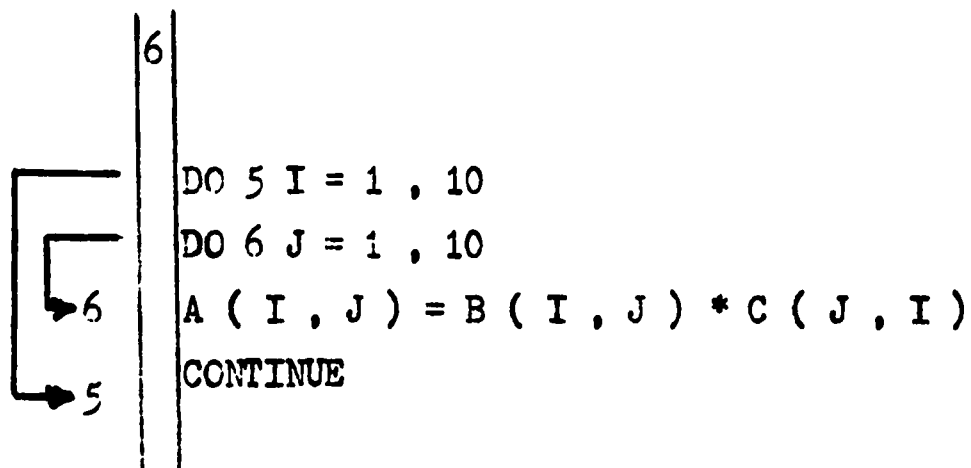 6
DO 5 I = 1 , 10
DO 6 J = 1 , 10
6 A ( I , J ) = B ( I , J ) * C ( J , I )
CONTINUE
5